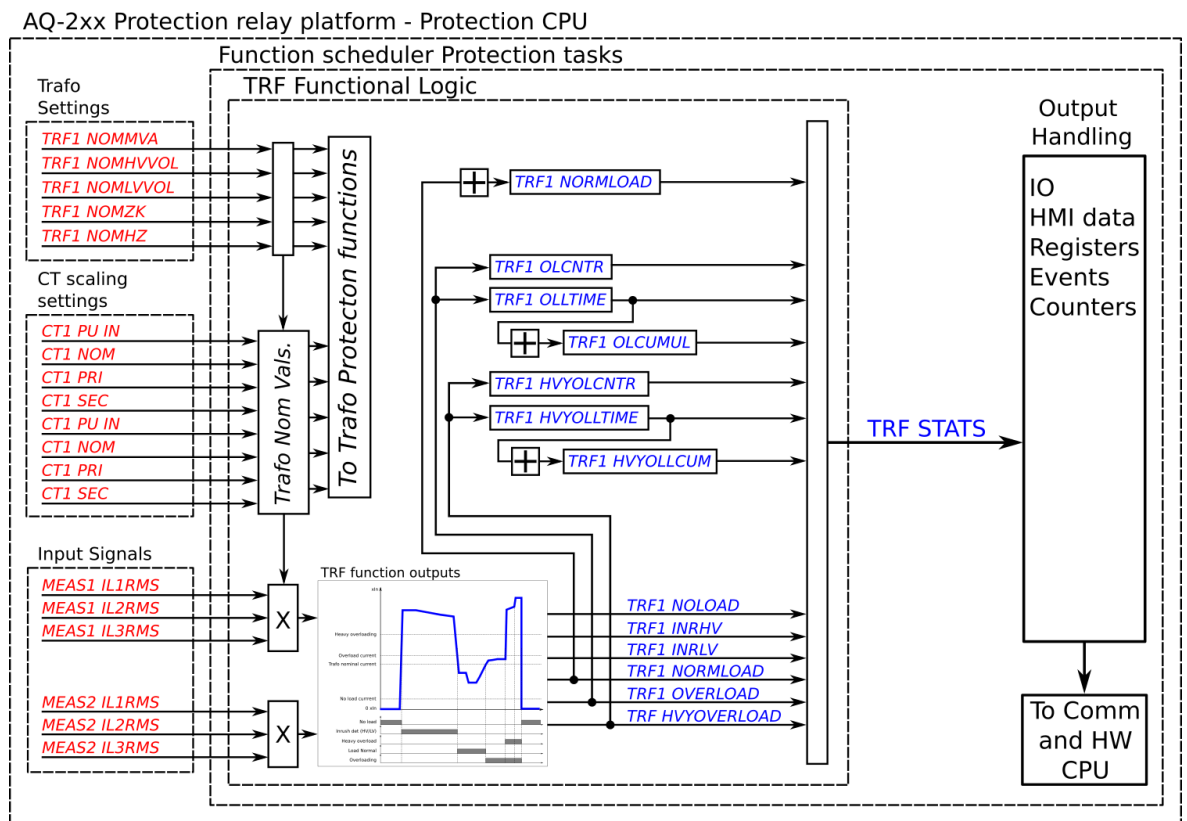 AQ-2xx Protection relay platform - Protection CPU
Function scheduler Protection tasks
TRF Functional Logic
Trafo
Settings
TRF1 NOMMVA
TRF1 NOMHVVOL
TRF1 NOMLVVOL
TRF1 NOMZK
TRF1 NOMHZ
CT scaling
settings
CT1 PU IN
CT1 NOM
CT1 PRI
CT1 SEC
CT1 PU IN
CT1 NOM
CT1 PRI
CT1 SEC
Input Signals
MEAS1 IL1RMS
MEAS1 IL2RMS
MEAS1 IL3RMS
MEAS2 IL1RMS
MEAS2 IL2RMS
MEAS2 IL3RMS
Trafo Nom Vals.
To Trafo Protecton functions
X
X
+
TRF1 NORMLOAD
TRF1 OLCNTR
TRF1 OLLTIME
+
TRF1 OLCUMUL
TRF1 HVYOLCNTR
TRF1 HVYOLLTIME
+
TRF1 HVYOLLCUM
TRF function outputs
Heavy overloading
Overload current
Trafo nominal current
No load current
No load
Inrush det (HV/LV)
Heavy overload
Load Normal
Overloading
TRF1 NOLOAD
TRF1 INRHV
TRF1 INRLV
TRF1 NORMLOAD
TRF1 OVERLOAD
TRF HVYOVERLOAD
TRF STATS
Output
Handling
IO
HMI data
Registers
Events
Counters
To Comm
and HW
CPU